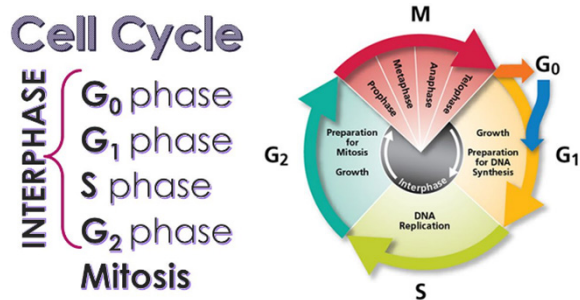 Cell Cycle
INTERPHASE
G₀ phase
G₁ phase
S phase
G₂ phase
Mitosis
M
Prophase
Metaphase
Anaphase
Telophase
G₀
G₁
Growth
Preparation
for DNA
Synthesis
S
DNA
Replication
G₂
Preparation
for
Mitosis
Growth
Interphase